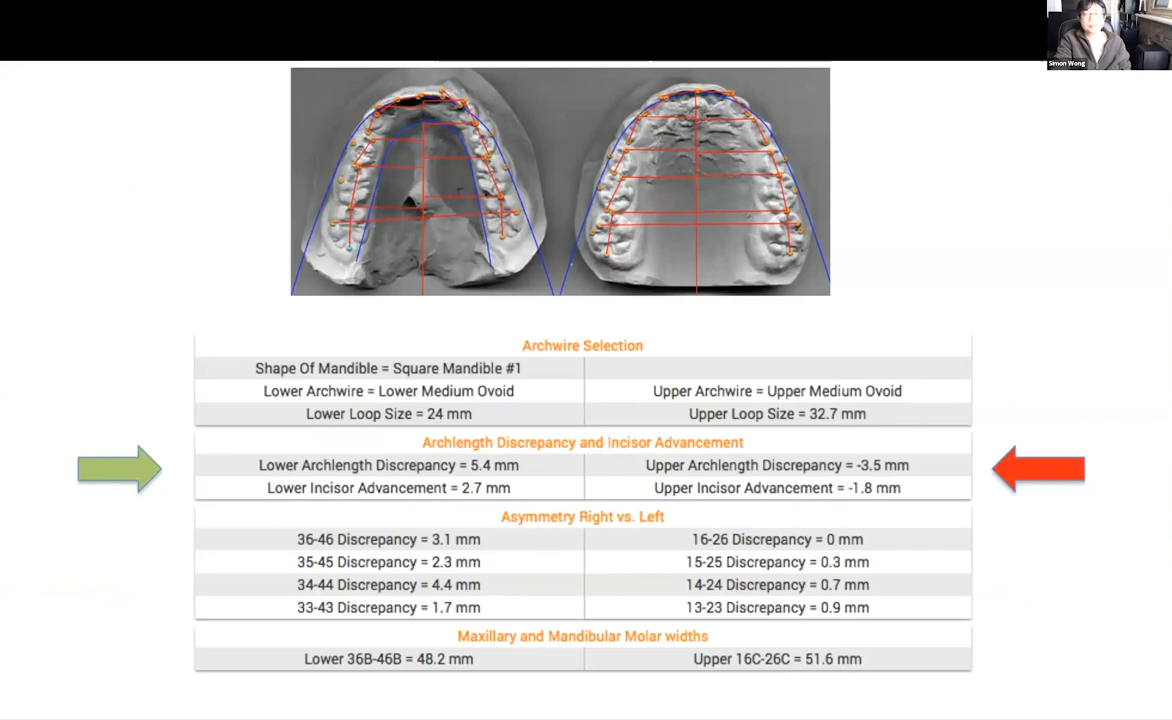 Simon Wong
Archwire Selection
Shape Of Mandible = Square Mandible #1
Lower Archwire = Lower Medium Ovoid
Upper Archwire = Upper Medium Ovoid
Lower Loop Size = 24 mm
Upper Loop Size = 32.7 mm
Archlength Discrepancy and Incisor Advancement
Lower Archlength Discrepancy = 5.4 mm
Upper Archlength Discrepancy = -3.5 mm
Lower Incisor Advancement = 2.7 mm
Upper Incisor Advancement = -1.8 mm
Asymmetry Right vs. Left
36-46 Discrepancy = 3.1 mm
16-26 Discrepancy = 0 mm
35-45 Discrepancy = 2.3 mm
15-25 Discrepancy = 0.3 mm
34-44 Discrepancy = 4.4 mm
14-24 Discrepancy = 0.7 mm
33-43 Discrepancy = 1.7 mm
13-23 Discrepancy = 0.9 mm
Maxillary and Mandibular Molar widths
Lower 36B-46B = 48.2 mm
Upper 16C-26C = 51.6 mm